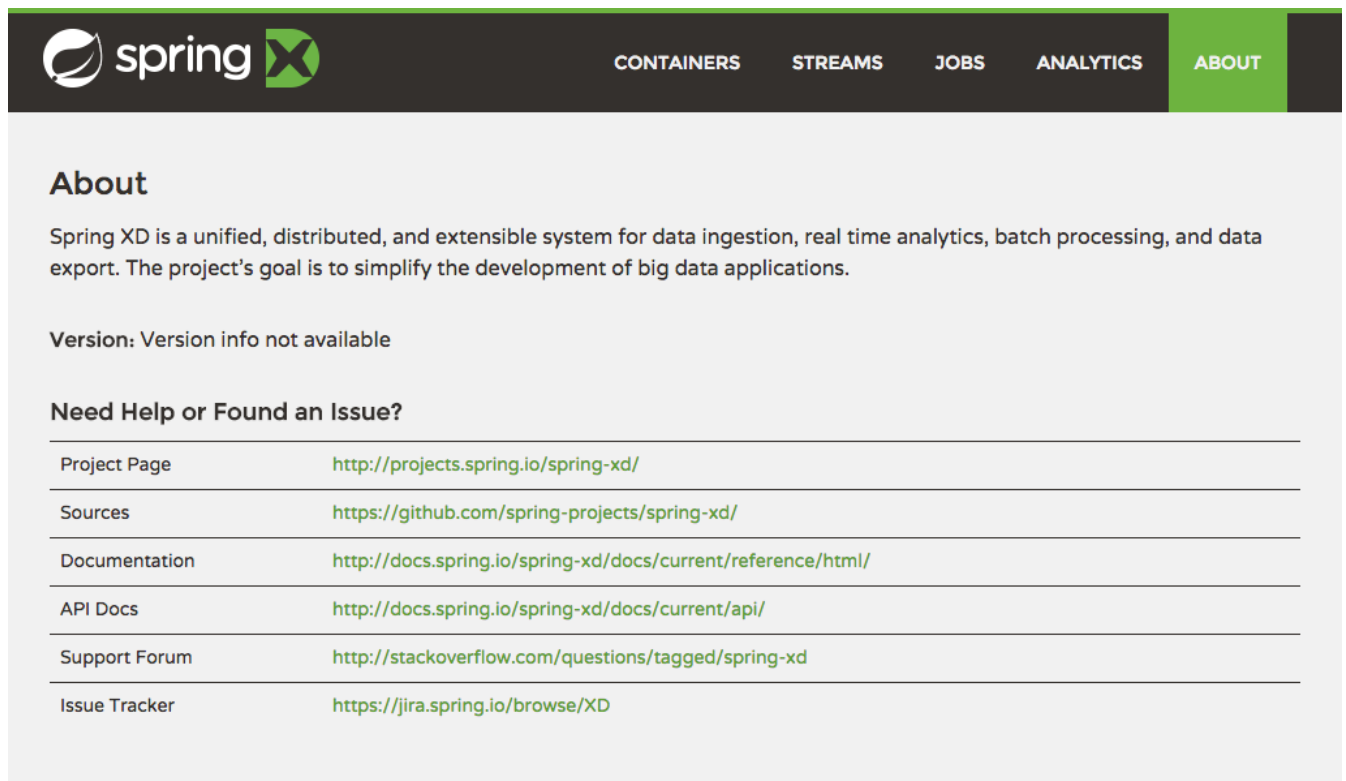 spring XD
CONTAINERS STREAMS JOBS ANALYTICS ABOUT
About
Spring XD is a unified, distributed, and extensible system for data ingestion, real time analytics, batch processing, and data
export. The project's goal is to simplify the development of big data applications.
Version: Version info not available
Need Help or Found an Issue?
Project Page http://projects.spring.io/spring-xd/
Sources https://github.com/spring-projects/spring-xd/
Documentation http://docs.spring.io/spring-xd/docs/current/reference/html/
API Docs http://docs.spring.io/spring-xd/docs/current/api/
Support Forum http://stackoverflow.com/questions/tagged/spring-xd
Issue Tracker https://jira.spring.io/browse/XD